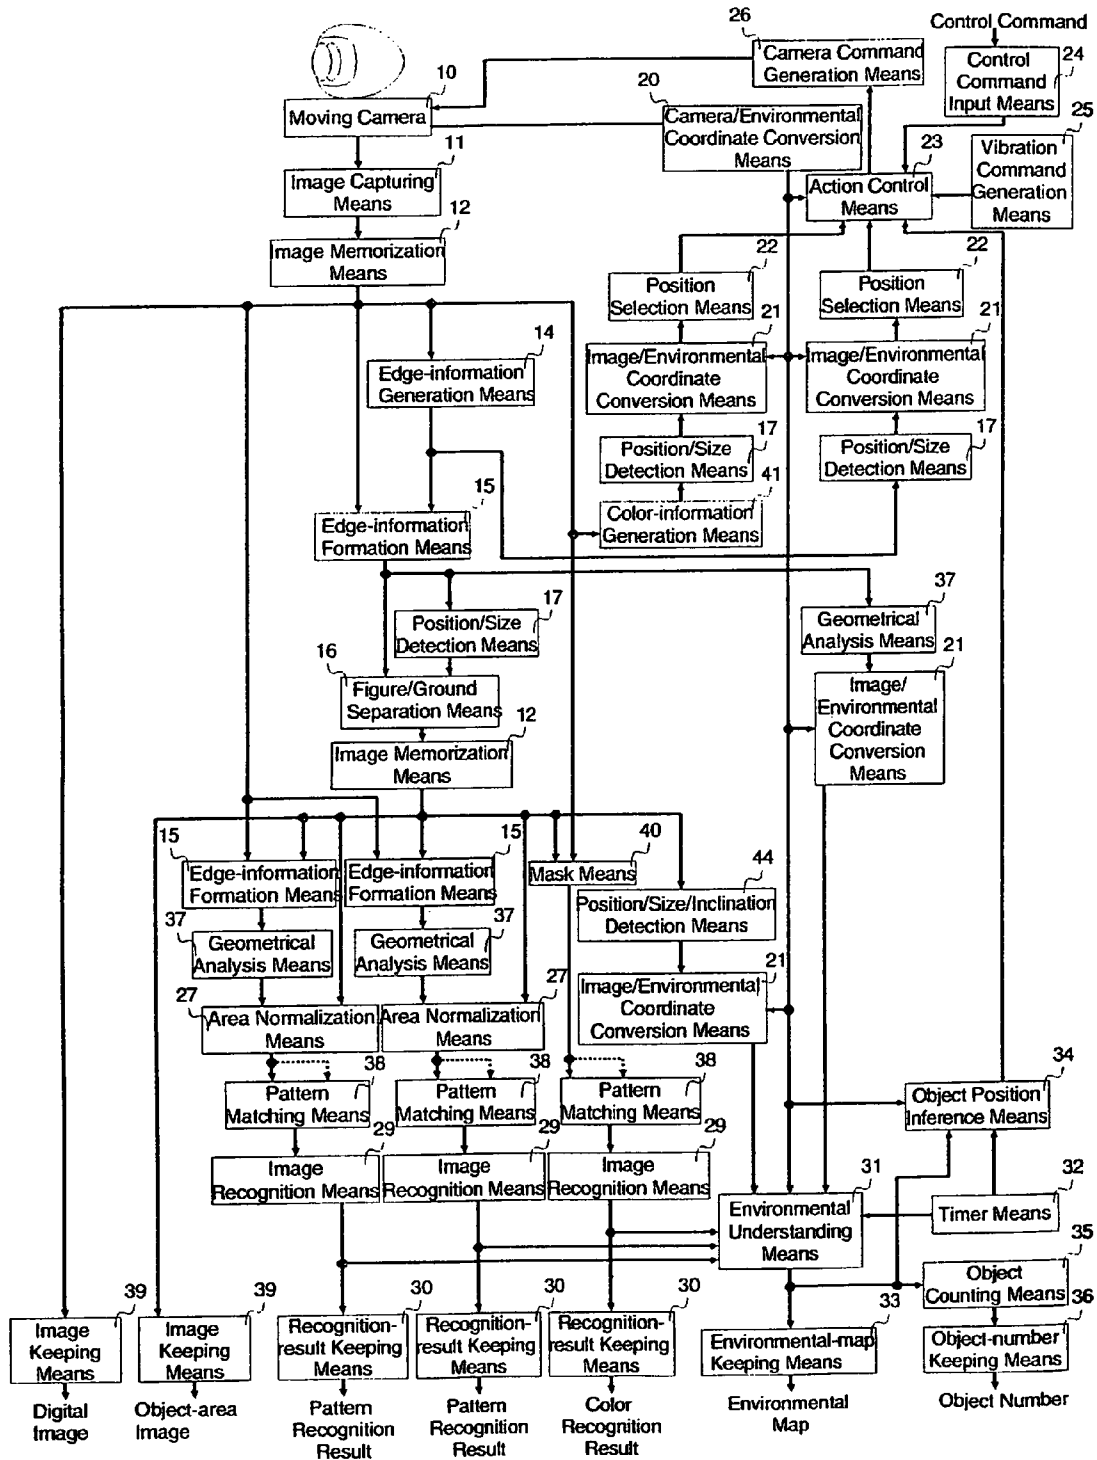 Control Command
26
Camera Command
Generation Means
24
Control
Command
Input Means
10
Moving Camera
20
Camera/Environmental
Coordinate Conversion
Means
25
Vibration
Command
Generation
Means
23
Action Control
Means
11
Image Capturing
Means
12
Image Memorization
Means
22
Position
Selection Means
22
Position
Selection Means
21
Image/Environmental
Coordinate
Conversion Means
21
Image/Environmental
Coordinate
Conversion Means
14
Edge-information
Generation Means
17
Position/Size
Detection Means
17
Position/Size
Detection Means
41
Color-information
Generation Means
15
Edge-information
Formation Means
17
Position/Size
Detection Means
37
Geometrical
Analysis Means
16
Figure/Ground
Separation Means
21
Image/
Environmental
Coordinate
Conversion
Means
12
Image Memorization
Means
15
Edge-information
Formation Means
15
Edge-information
Formation Means
40
Mask Means
44
Position/Size/Inclination
Detection Means
37
Geometrical
Analysis Means
37
Geometrical
Analysis Means
21
Image/Environmental
Coordinate
Conversion Means
27
Area Normalization
Means
27
Area Normalization
Means
38
Pattern
Matching Means
38
Pattern
Matching Means
38
Pattern
Matching Means
34
Object Position
Inference Means
29
Image
Recognition Means
29
Image
Recognition Means
29
Image
Recognition Means
31
Environmental
Understanding
Means
32
Timer Means
35
Object
Counting Means
39
Image
Keeping
Means
39
Image
Keeping
Means
30
Recognition-
result Keeping
Means
30
Recognition-
result Keeping
Means
30
Recognition-
result Keeping
Means
33
Environmental-map
Keeping Means
36
Object-number
Keeping Means
Digital
Image
Object-area
Image
Pattern
Recognition
Result
Pattern
Recognition
Result
Color
Recognition
Result
Environmental
Map
Object Number